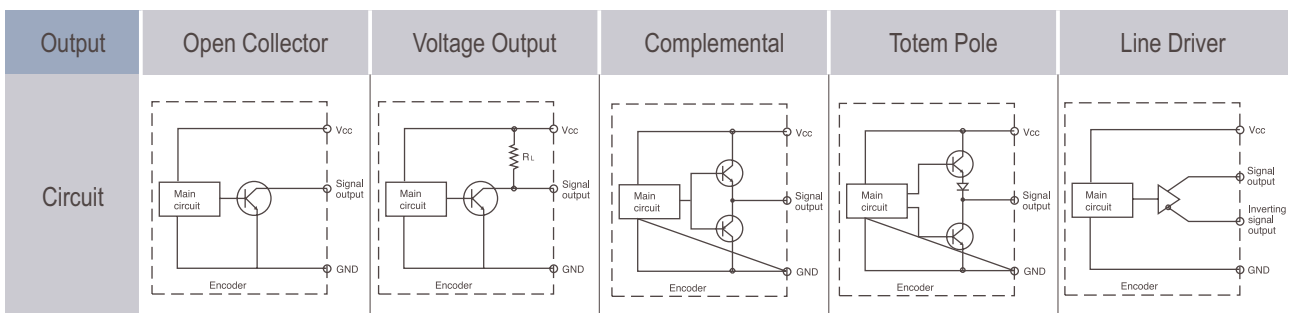 Output
Open Collector
Voltage Output
Complemental
Totem Pole
Line Driver
Circuit
Vcc
Main
circuit
Signal
output
GND
Encoder
Vcc
RL
Main
circuit
Signal
output
GND
Encoder
Vcc
Main
circuit
Signal
output
GND
Encoder
Vcc
Main
circuit
Signal
output
GND
Encoder
Vcc
Main
circuit
Signal
output
Inverting
signal
output
GND
Encoder